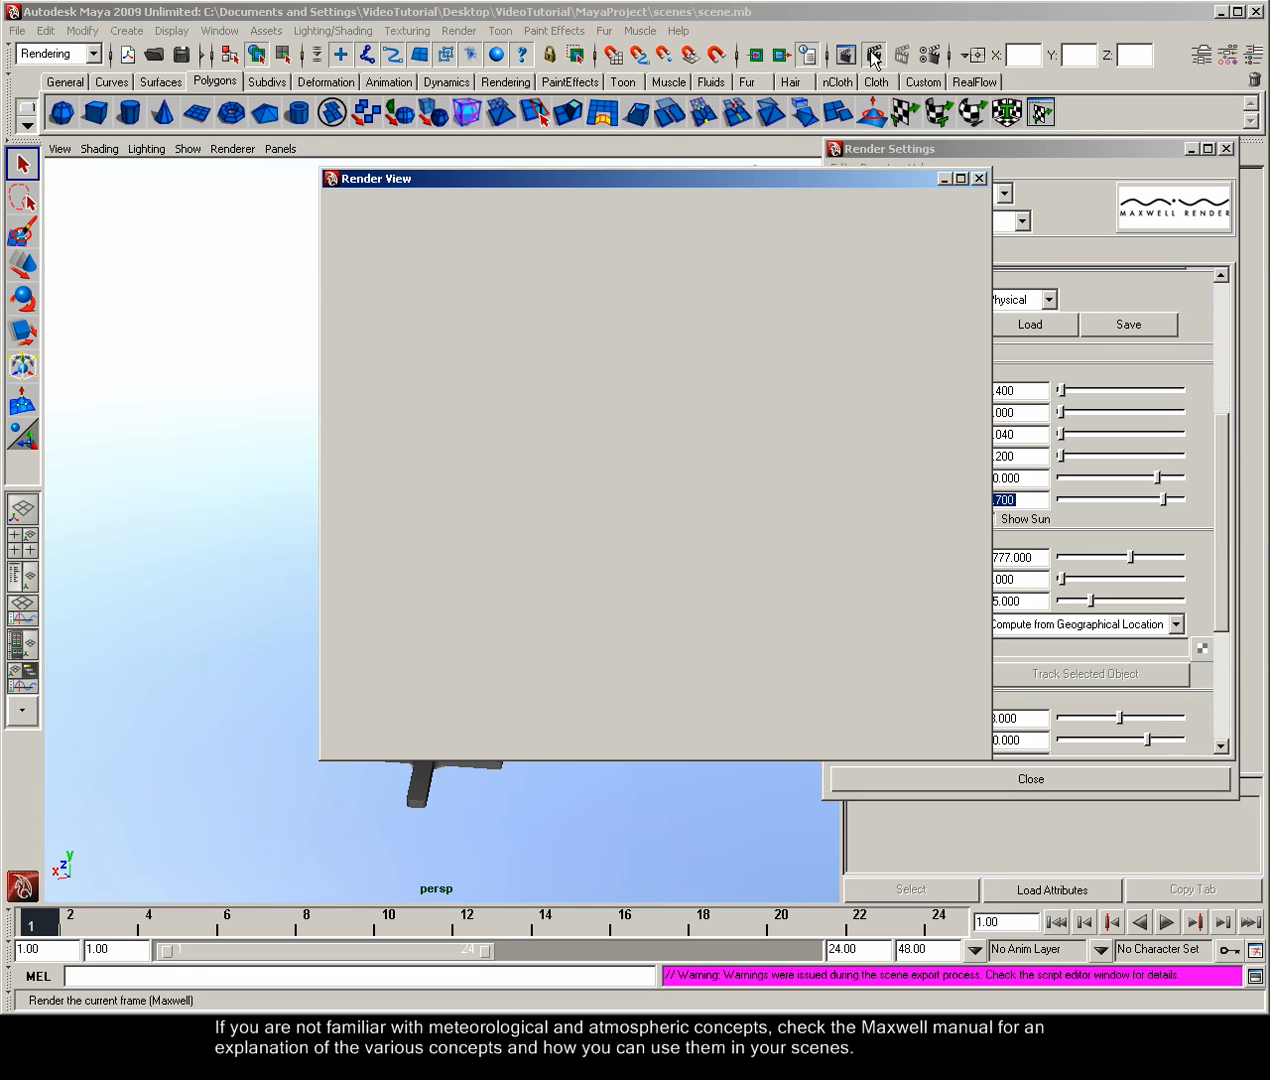 Autodesk Maya 2009 Unlimited: C:\Documents and Settings\VideoTutorial\Desktop\VideoTutorial\MayaProject\scenes\scene.mb
File Edit Modify Create Display Window Assets Lighting/Shading Texturing Render Toon Paint Effects Fur Muscle Help
Rendering X: Y: Z:
General Curves Surfaces Polygons Subdivs Deformation Animation Dynamics Rendering PaintEffects Toon Muscle Fluids Fur Hair nCloth Cloth Custom RealFlow
View Shading Lighting Show Renderer Panels
Render Settings
Render View
MAXWELL RENDER
Physical
Load Save
400
000
040
200
0.000
700
Show Sun
777.000
.000
5.000
Compute from Geographical Location
Track Selected Object
3.000
0.000
Close
y
z
x
persp
Select Load Attributes Copy Tab
1 2 4 6 8 10 12 14 16 18 20 22 24 1.00
1.00 1.00 1 24 24.00 48.00 No Anim Layer No Character Set
MEL // Warning: Warnings were issued during the scene export process. Check the script editor window for details.
Render the current frame (Maxwell)
If you are not familiar with meteorological and atmospheric concepts, check the Maxwell manual for an
explanation of the various concepts and how you can use them in your scenes.